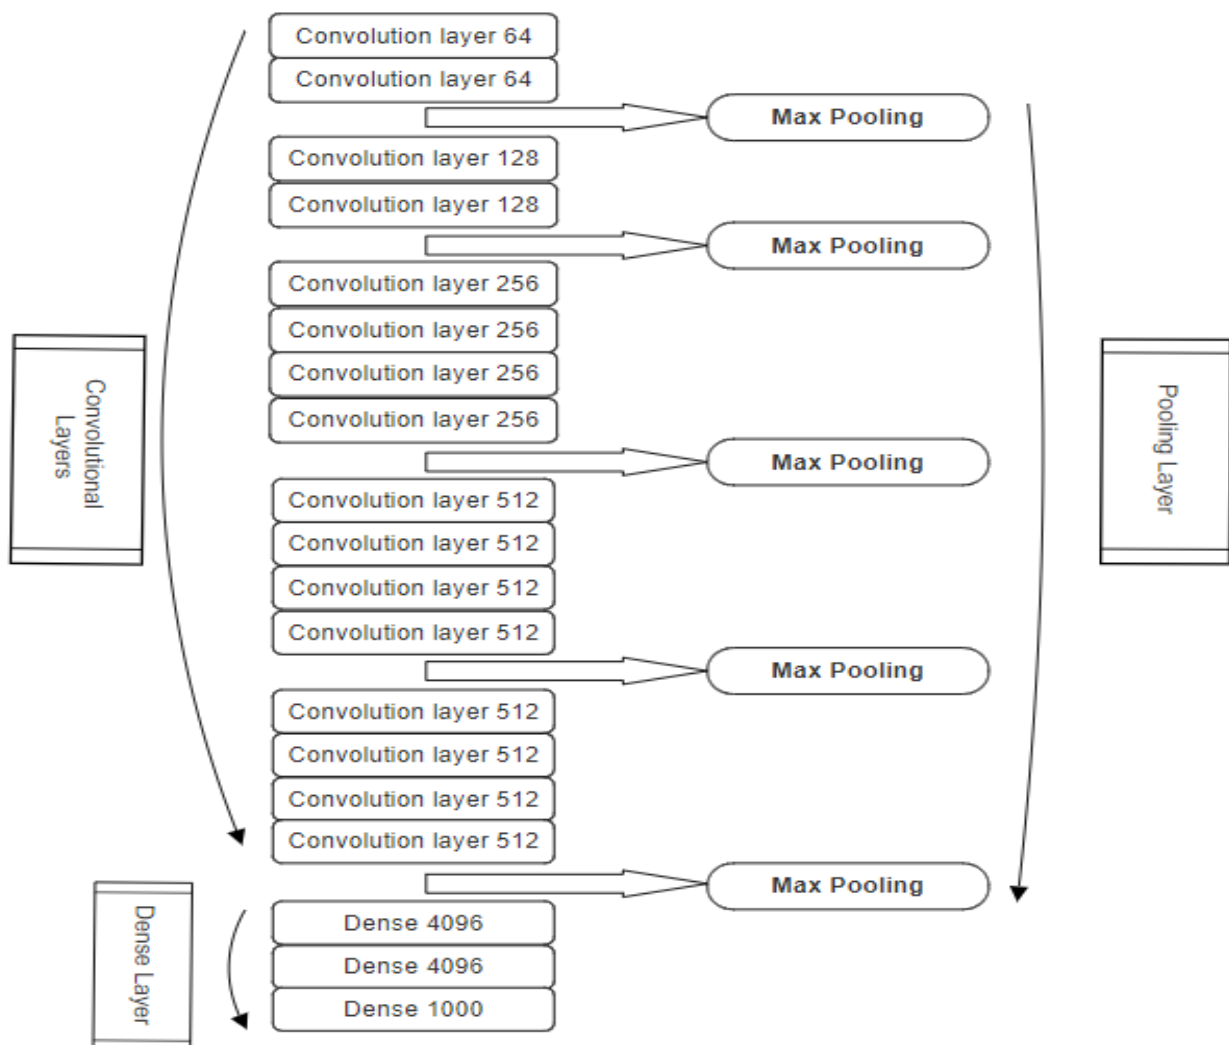 Convolution layer 64
Convolution layer 64
Max Pooling
Convolution layer 128
Convolution layer 128
Max Pooling
Convolution layer 256
Convolution layer 256
Convolution layer 256
Convolution layer 256
Max Pooling
Convolution layer 512
Convolution layer 512
Convolution layer 512
Convolution layer 512
Max Pooling
Convolution layer 512
Convolution layer 512
Convolution layer 512
Convolution layer 512
Max Pooling
Dense 4096
Dense 4096
Dense 1000
Convolutional
Layers
Pooling Layer
Dense Layer